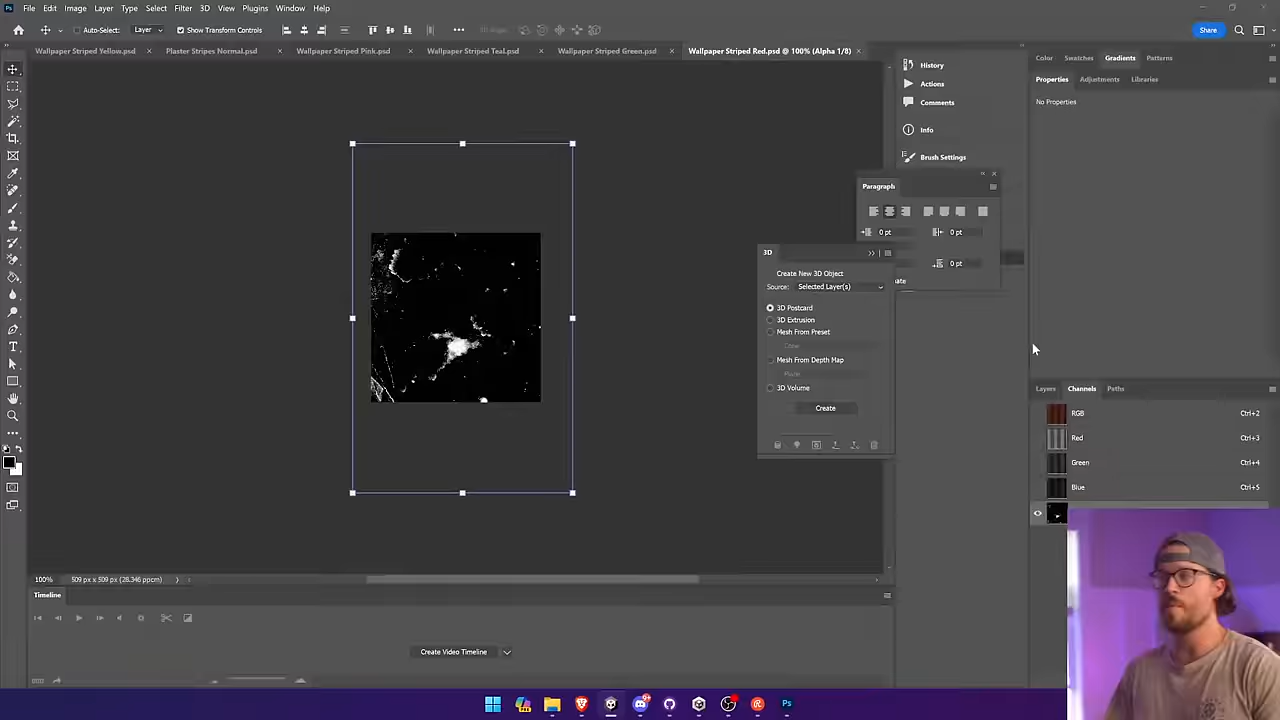 Ps File Edit Image Layer Type Select Filter 3D View Plugins Window Help
Auto-Select: Layer Show Transform Controls Share
Wallpaper Striped Yellow.psd Plaster Stripes Normal.psd Wallpaper Striped Pink.psd Wallpaper Striped Teal.psd Wallpaper Striped Green.psd Wallpaper Striped Red.psd @ 100% (Alpha 1/8)
History
Actions
Comments
Info
Brush Settings
Color Swatches Gradients Patterns
Properties Adjustments Libraries
No Properties
Paragraph
0 pt 0 pt
0 pt
3D
Create New 3D Object
Source: Selected Layer(s)
3D Postcard
3D Extrusion
Mesh From Preset
Mesh From Depth Map
3D Volume
Create
Layers Channels Paths
RGB Ctrl+2
Red Ctrl+3
Green Ctrl+4
Blue Ctrl+5
100% 509 px x 509 px (28.346 ppcm)
Timeline
Create Video Timeline
Ps